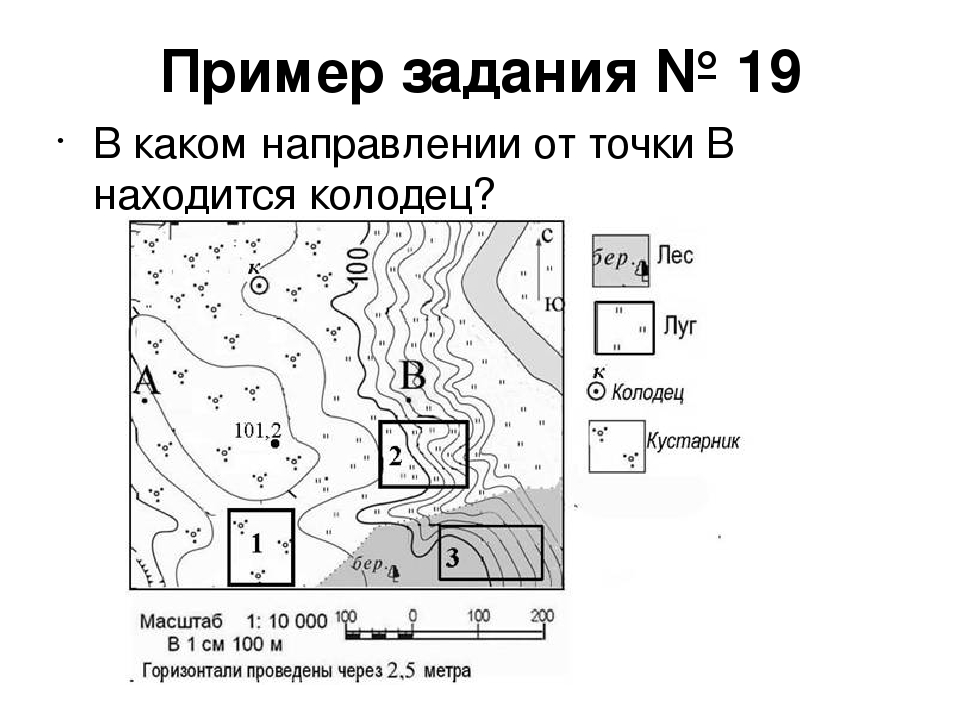 Пример задания № 19
• В каком направлении от точки В
находится колодец?
с
ю
100
к
А
В
101,2
2
1
3
бер.
бер. Лес
Луг
к
Колодец
Кустарник
Масштаб 1: 10 000
В 1 см 100 м
100 0 100 200
Горизонтали проведены через 2,5 метра